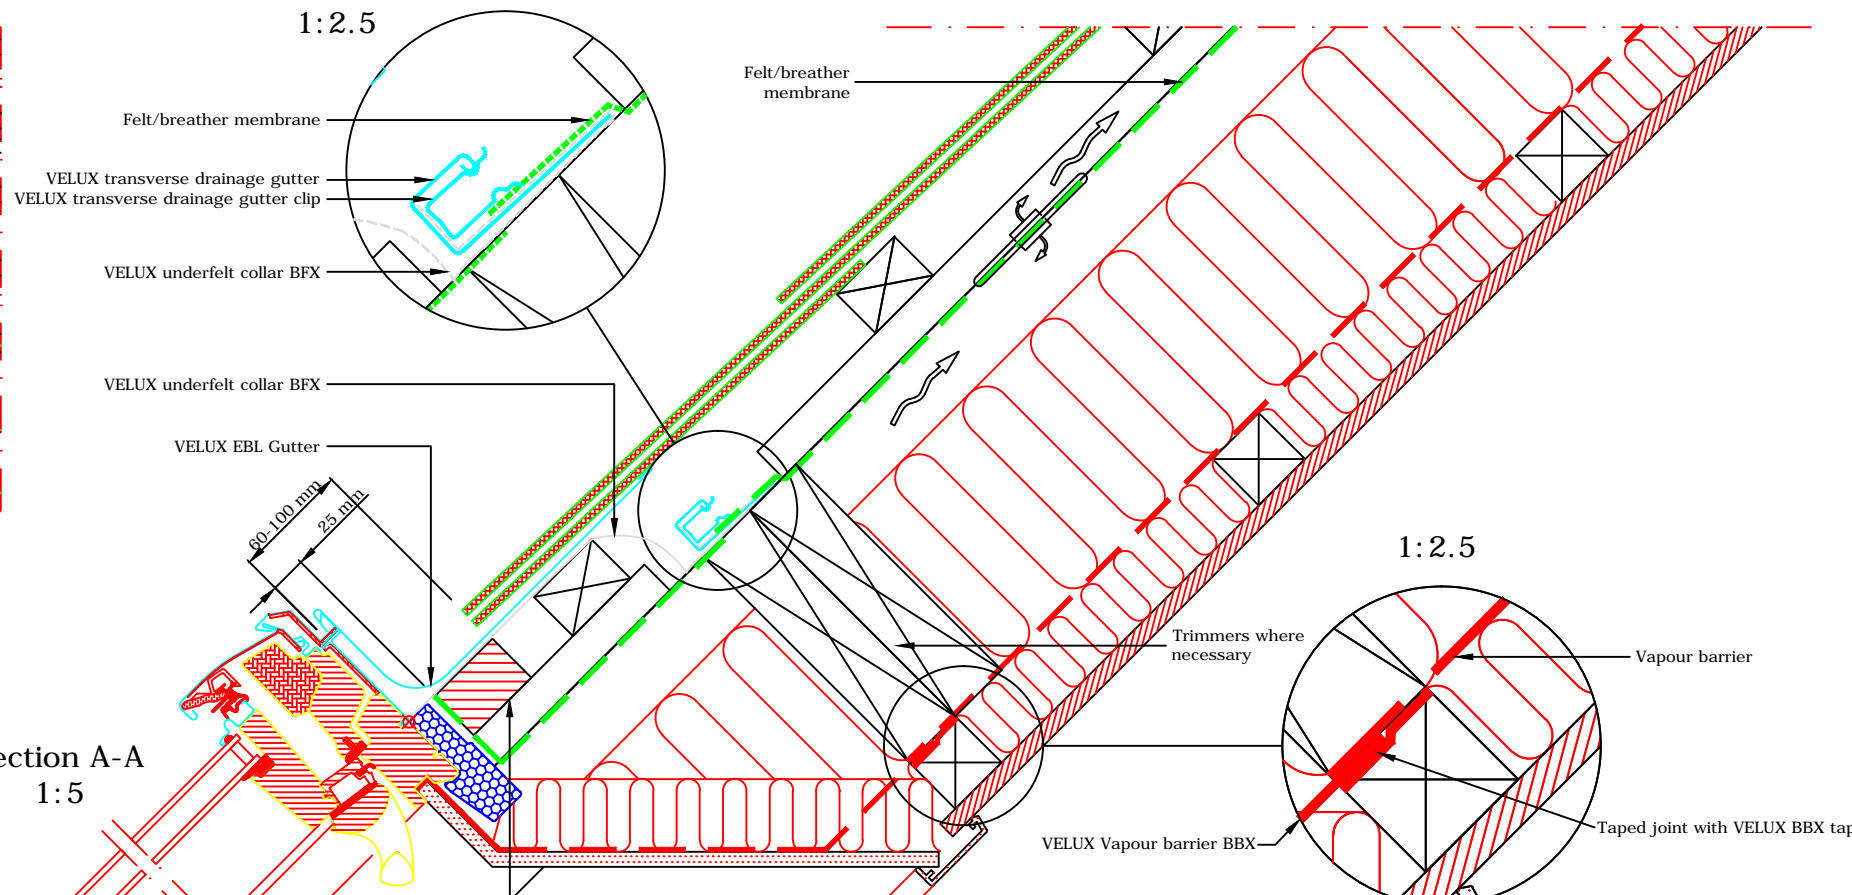 1:2.5
Felt/breather
membrane
Felt/breather membrane
VELUX transverse drainage gutter
VELUX transverse drainage gutter clip
VELUX underfelt collar BFX
VELUX underfelt collar BFX
VELUX EBL Gutter
60-100 mm
25 mm
1:2.5
Trimmers where
necessary
Vapour barrier
ection A-A
1:5
VELUX Vapour barrier BBX
Taped joint with VELUX BBX tap